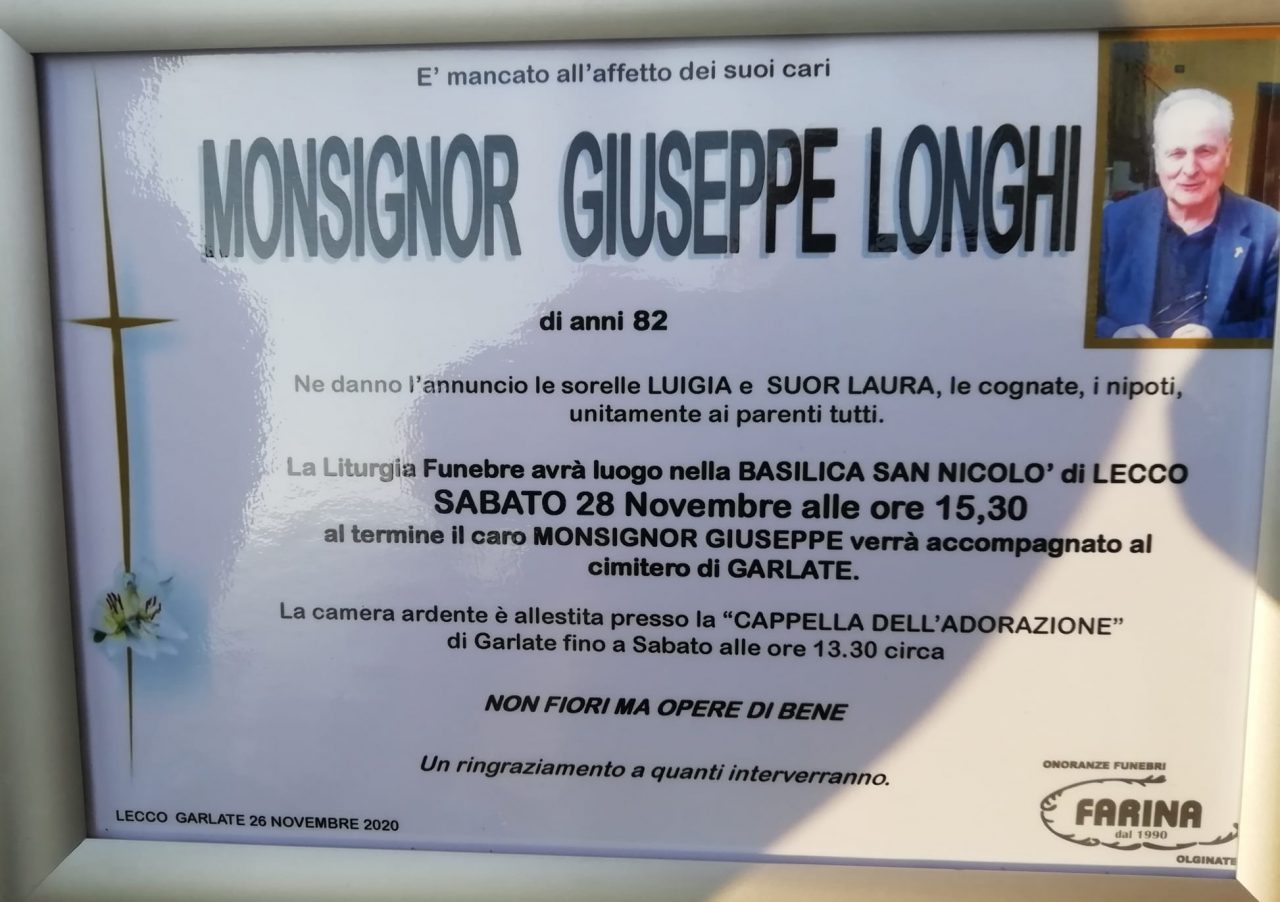 E' mancato all'affetto dei suoi cari
MONSIGNOR GIUSEPPE LONGHI
di anni 82
Ne danno l'annuncio le sorelle LUIGIA e SUOR LAURA, le cognate, i nipoti,
unitamente ai parenti tutti.
La Liturgia Funebre avrà luogo nella BASILICA SAN NICOLO' di LECCO
SABATO 28 Novembre alle ore 15,30
al termine il caro MONSIGNOR GIUSEPPE verrà accompagnato al
cimitero di GARLATE.
La camera ardente è allestita presso la “CAPPELLA DELL'ADORAZIONE”
di Garlate fino a Sabato alle ore 13.30 circa
NON FIORI MA OPERE DI BENE
Un ringraziamento a quanti interverranno.
LECCO GARLATE 26 NOVEMBRE 2020
ONORANZE FUNEBRI
FARINA
dal 1990
OLGINATE